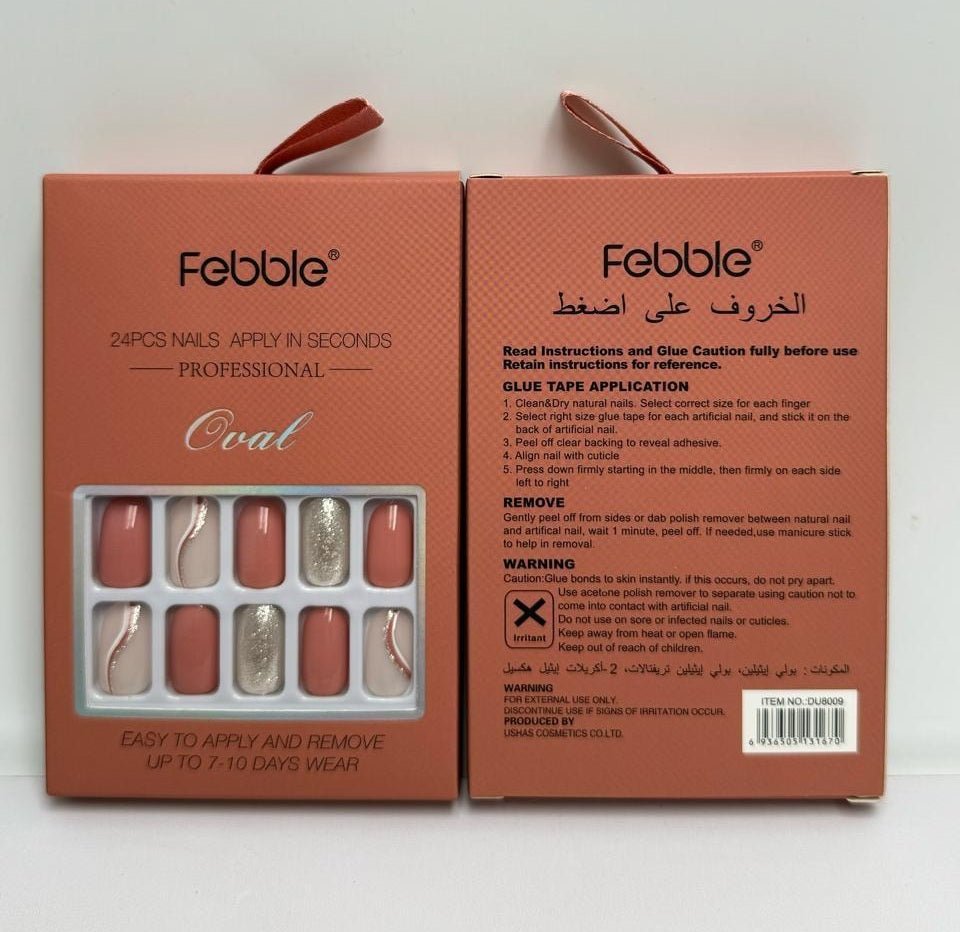 Febble®
24PCS NAILS APPLY IN SECONDS
PROFESSIONAL
Oval
EASY TO APPLY AND REMOVE
UP TO 7-10 DAYS WEAR
Febble®
الخروف على اضغط
Read Instructions and Glue Caution fully before use
Retain instructions for reference.
GLUE TAPE APPLICATION
1. Clean&Dry natural nails. Select correct size for each finger
2. Select right size glue tape for each artificial nail, and stick it on the
back of artificial nail.
3. Peel off clear backing to reveal adhesive.
4. Align nail with cuticle
5. Press down firmly starting in the middle, then firmly on each side
left to right
REMOVE
Gently peel off from sides or dab polish remover between natural nail
and artifical nail, wait 1 minute, peel off. If needed,use manicure stick
to help in removal.
WARNING
Caution:Glue bonds to skin instantly. if this occurs, do not pry apart.
Use acetone polish remover to separate using caution not to
come into contact with artificial nail.
Do not use on sore or infected nails or cuticles.
Keep away from heat or open flame.
Keep out of reach of children.
Irritant
المكونات: بولي إيثيلين، بولي إيثيلين تريفتالات، 2-أكريلات إيثيل هكسيل
WARNING
FOR EXTERNAL USE ONLY.
DISCONTINUE USE IF SIGNS OF IRRITATION OCCUR.
PRODUCED BY
USHAS COSMETICS CO.LTD.
ITEM NO.:DU8009
6 936505 131670